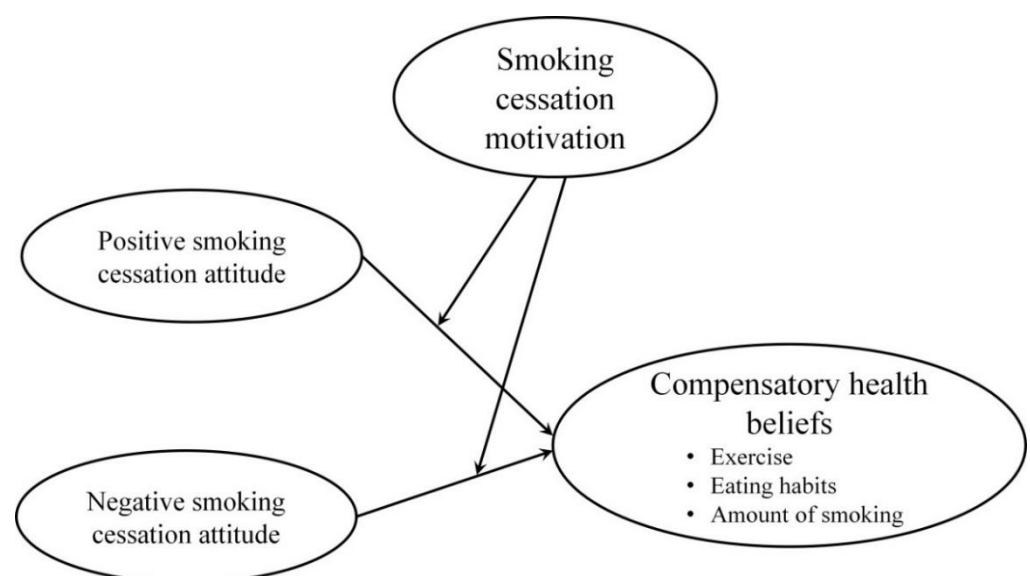 Smoking
cessation
motivation
Positive smoking
cessation attitude
Compensatory health
beliefs
• Exercise
• Eating habits
• Amount of smoking
Negative smoking
cessation attitude